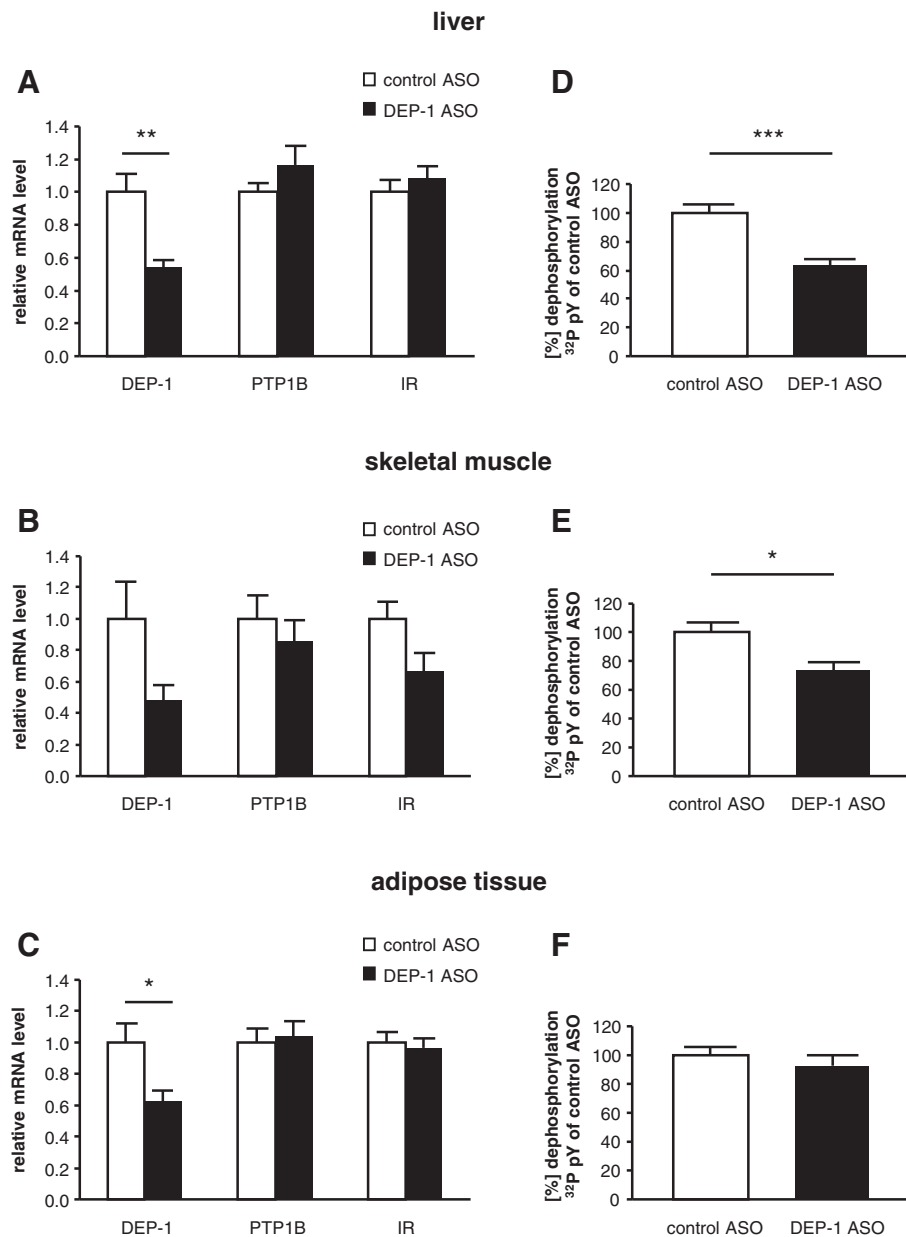 liver
A
control ASO
DEP-1 ASO
relative mRNA level
1.4
1.2
1.0
0.8
0.6
0.4
0.2
0.0
**
DEP-1 PTP1B IR
D
[%] dephosphorylation
³²P pY of control ASO
120
100
80
60
40
20
0
***
control ASO DEP-1 ASO
skeletal muscle
B
control ASO
DEP-1 ASO
relative mRNA level
1.4
1.2
1.0
0.8
0.6
0.4
0.2
0.0
DEP-1 PTP1B IR
E
[%] dephosphorylation
³²P pY of control ASO
120
100
80
60
40
20
0
*
control ASO DEP-1 ASO
adipose tissue
C
control ASO
DEP-1 ASO
relative mRNA level
1.4
1.2
1.0
0.8
0.6
0.4
0.2
0.0
*
DEP-1 PTP1B IR
F
[%] dephosphorylation
³²P pY of control ASO
120
100
80
60
40
20
0
control ASO DEP-1 ASO